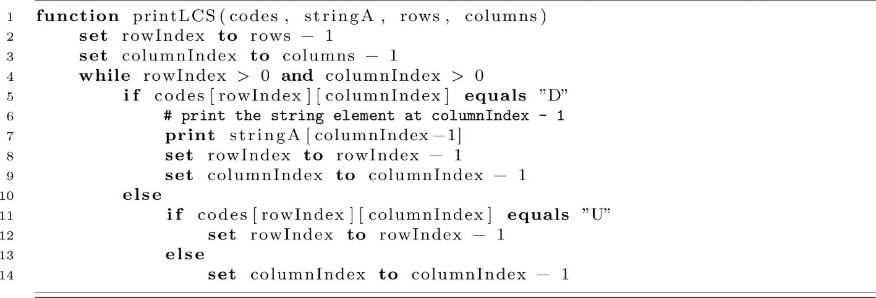 1 function printLCS(codes, stringA, rows, columns)
2 set rowIndex to rows − 1
3 set columnIndex to columns − 1
4 while rowIndex > 0 and columnIndex > 0
5 if codes[rowIndex][columnIndex] equals "D"
6 # print the string element at columnIndex - 1
7 print stringA[columnIndex−1]
8 set rowIndex to rowIndex − 1
9 set columnIndex to columnIndex − 1
10 else
11 if codes[rowIndex][columnIndex] equals "U"
12 set rowIndex to rowIndex − 1
13 else
14 set columnIndex to columnIndex − 1